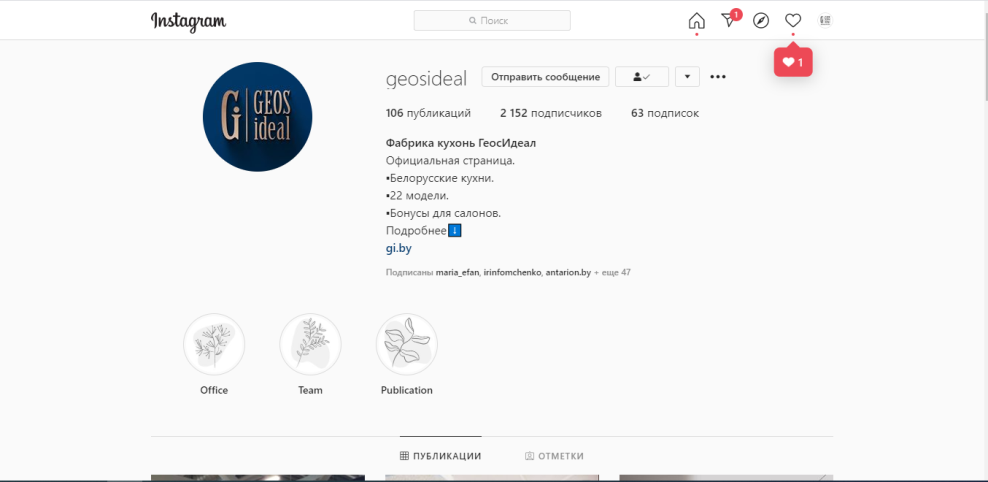 Instagram
Поиск
1
1
geosideal Отправить сообщение
106 публикаций 2 152 подписчиков 63 подписок
Gi GEOS
ideal
Фабрика кухонь ГеосИдеал
Официальная страница.
▪Белорусские кухни.
▪22 модели.
▪Бонусы для салонов.
Подробнее⬇
gi.by
Подписаны maria_efan, irinfomchenko, antarion.by + еще 47
Office Team Publication
ПУБЛИКАЦИИ ОТМЕТКИ